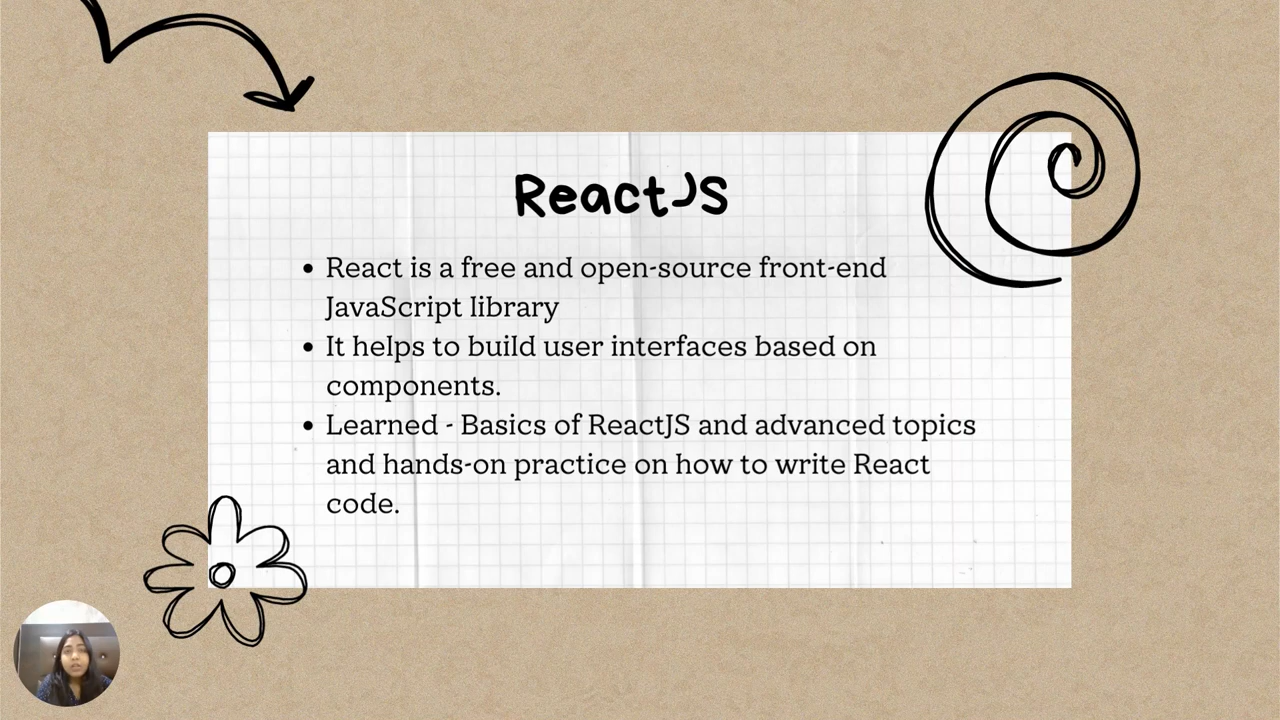 ReactJS
• React is a free and open-source front-end
JavaScript library
• It helps to build user interfaces based on
components.
• Learned - Basics of ReactJS and advanced topics
and hands-on practice on how to write React
code.